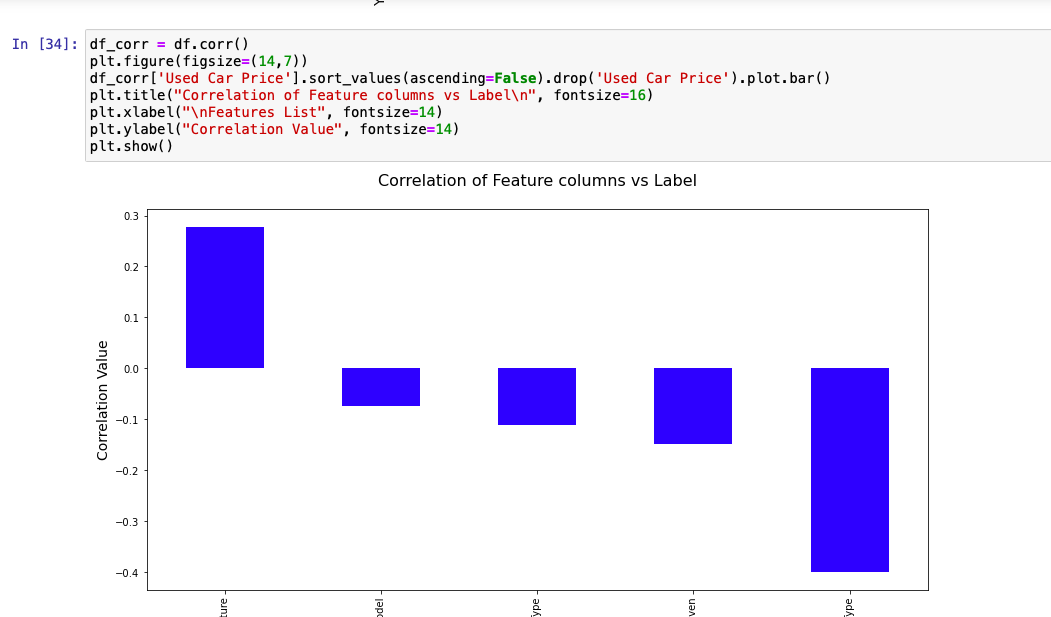 In [34]:
df_corr = df.corr()
plt.figure(figsize=(14,7))
df_corr['Used Car Price'].sort_values(ascending=False).drop('Used Car Price').plot.bar()
plt.title("Correlation of Feature columns vs Label\n", fontsize=16)
plt.xlabel("\nFeatures List", fontsize=14)
plt.ylabel("Correlation Value", fontsize=14)
plt.show()
Correlation of Feature columns vs Label
0.3
0.2
0.1
0.0
−0.1
−0.2
−0.3
−0.4
Correlation Value